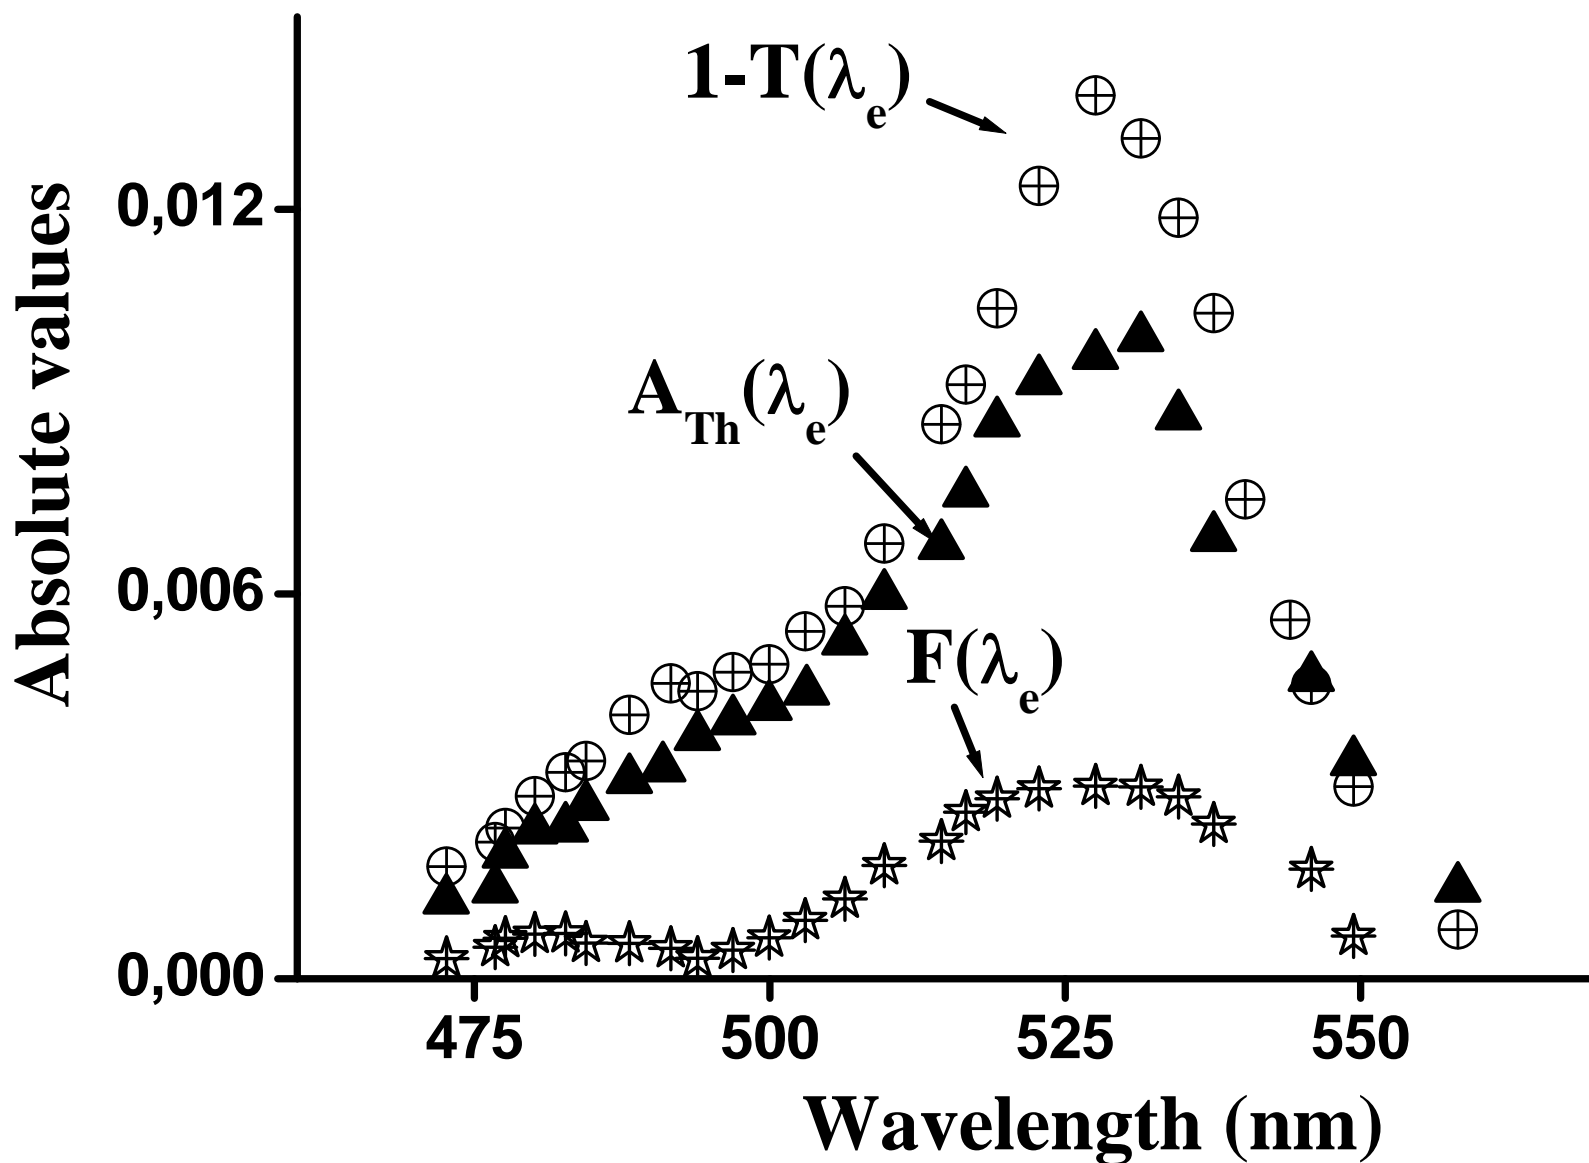 1-T(λe)
0,012
ATh(λe)
Absolute values
0,006
F(λe)
0,000
475 500 525 550
Wavelength (nm)